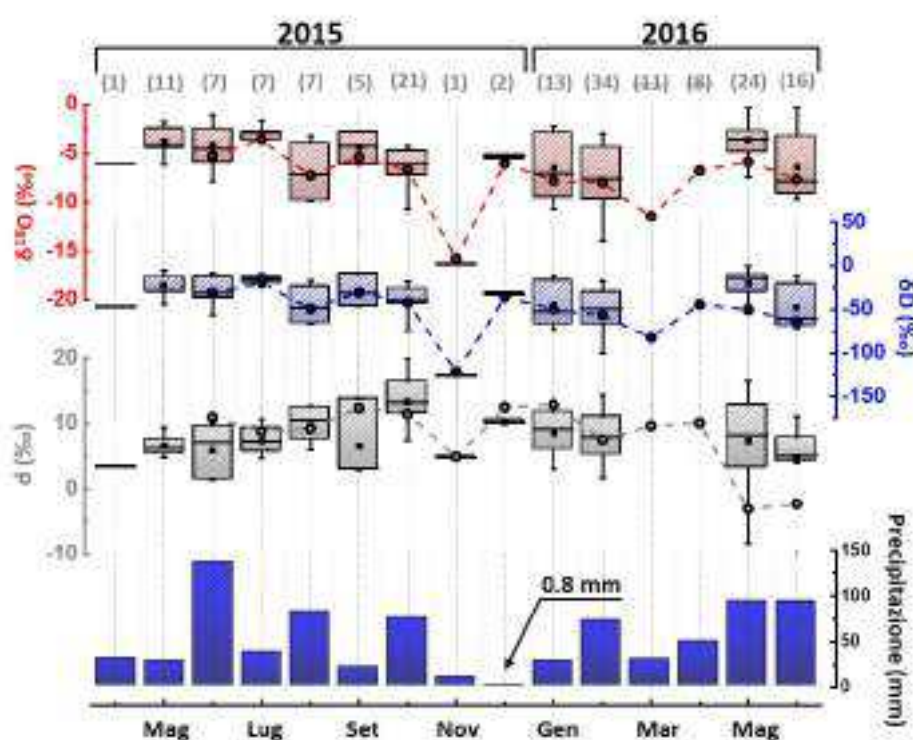 2015 2016
(1) (11) (7) (7) (7) (5) (21) (1) (2) (13) (34) (11) (8) (24) (16)
0
-5
-10
-15
-20
δ¹⁸O (‰)
50
0
-50
-100
-150
δD (‰)
20
10
0
-10
d (‰)
150
100
50
0
Precipitazione (mm)
0.8 mm
Mag Lug Set Nov Gen Mar Mag